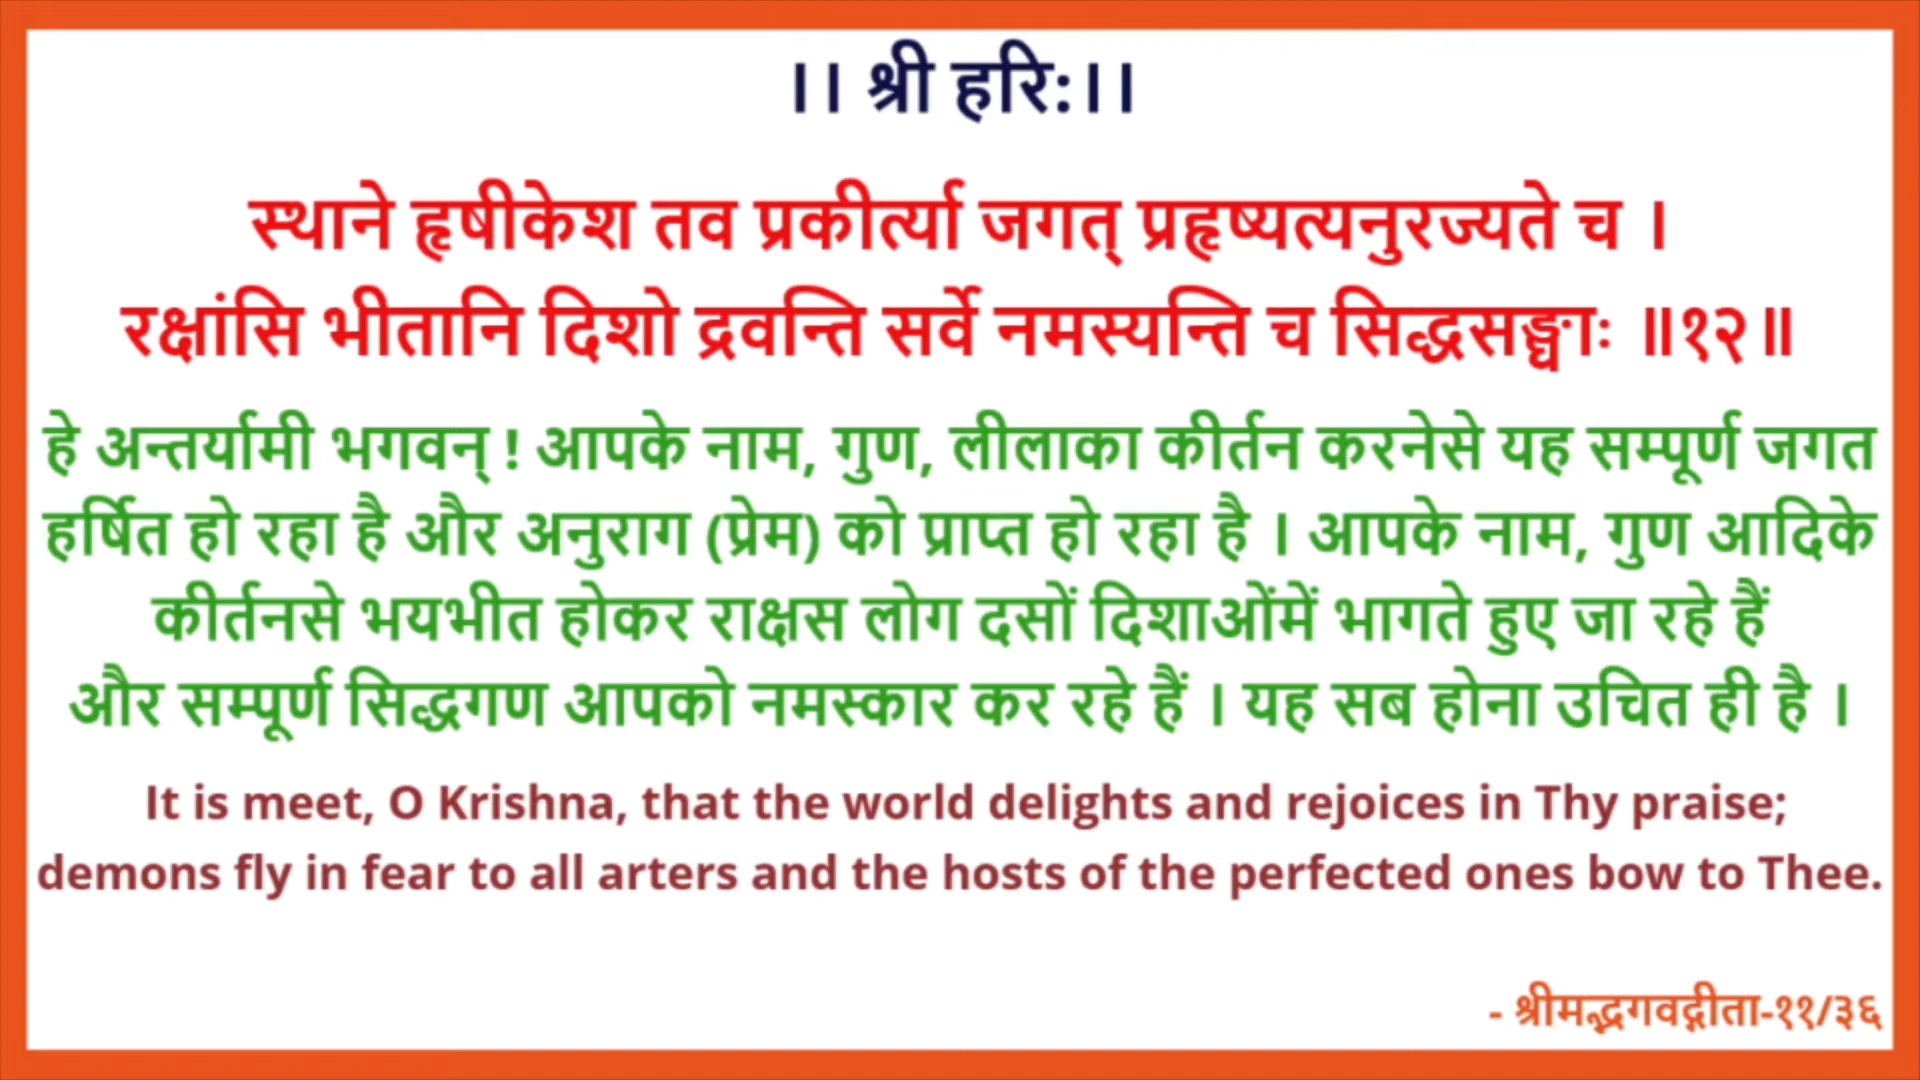 ।। श्री हरि:।।
स्थाने हृषीकेश तव प्रकीर्त्या जगत् प्रहृष्यत्यनुरज्यते च ।
रक्षांसि भीतानि दिशो द्रवन्ति सर्वे नमस्यन्ति च सिद्धसङ्घाः ॥१२॥
हे अन्तर्यामी भगवन् ! आपके नाम, गुण, लीलाका कीर्तन करनेसे यह सम्पूर्ण जगत
हर्षित हो रहा है और अनुराग (प्रेम) को प्राप्त हो रहा है । आपके नाम, गुण आदिके
कीर्तनसे भयभीत होकर राक्षस लोग दसों दिशाओंमें भागते हुए जा रहे हैं
और सम्पूर्ण सिद्धगण आपको नमस्कार कर रहे हैं । यह सब होना उचित ही है ।
It is meet, O Krishna, that the world delights and rejoices in Thy praise;
demons fly in fear to all arters and the hosts of the perfected ones bow to Thee.
- श्रीमद्भगवद्गीता-११/३६